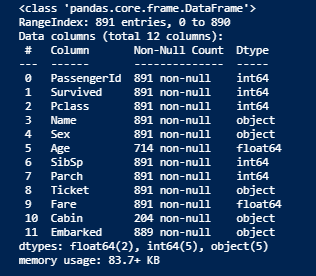 <class 'pandas.core.frame.DataFrame'>
RangeIndex: 891 entries, 0 to 890
Data columns (total 12 columns):
 #   Column       Non-Null Count  Dtype
---  ------       --------------  -----
 0   PassengerId  891 non-null    int64
 1   Survived     891 non-null    int64
 2   Pclass       891 non-null    int64
 3   Name         891 non-null    object
 4   Sex          891 non-null    object
 5   Age          714 non-null    float64
 6   SibSp        891 non-null    int64
 7   Parch        891 non-null    int64
 8   Ticket       891 non-null    object
 9   Fare         891 non-null    float64
 10  Cabin        204 non-null    object
 11  Embarked     889 non-null    object
dtypes: float64(2), int64(5), object(5)
memory usage: 83.7+ KB